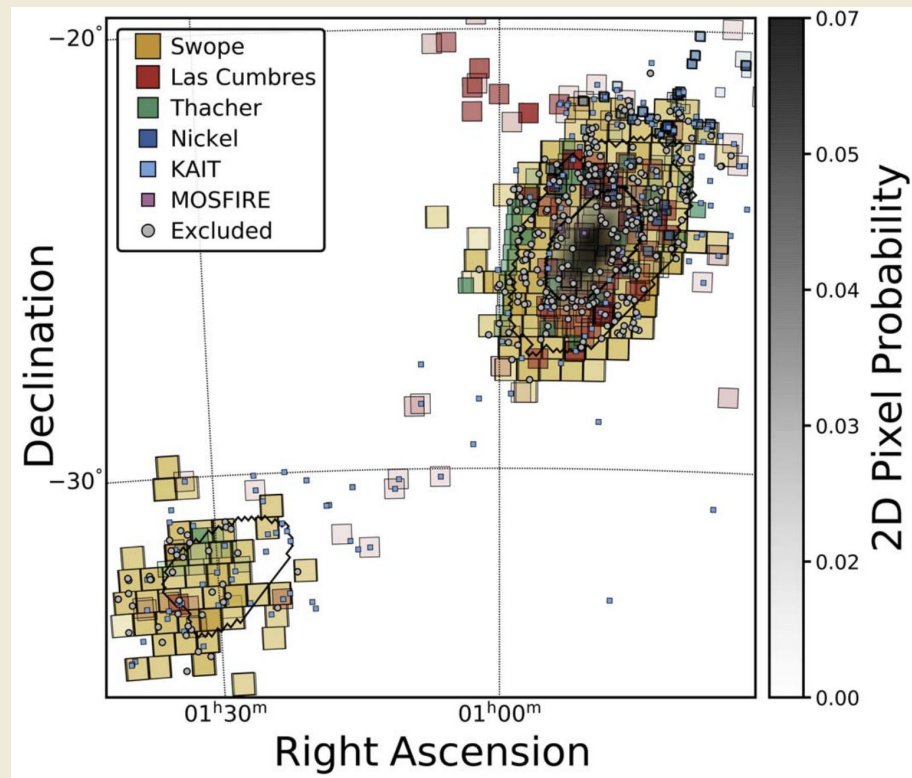 −20°
Swope
Las Cumbres
Thacher
Nickel
KAIT
MOSFIRE
Excluded
Declination
−30°
01ʰ30ᵐ
01ʰ00ᵐ
Right Ascension
0.07
0.05
0.04
0.03
0.02
0.00
2D Pixel Probability